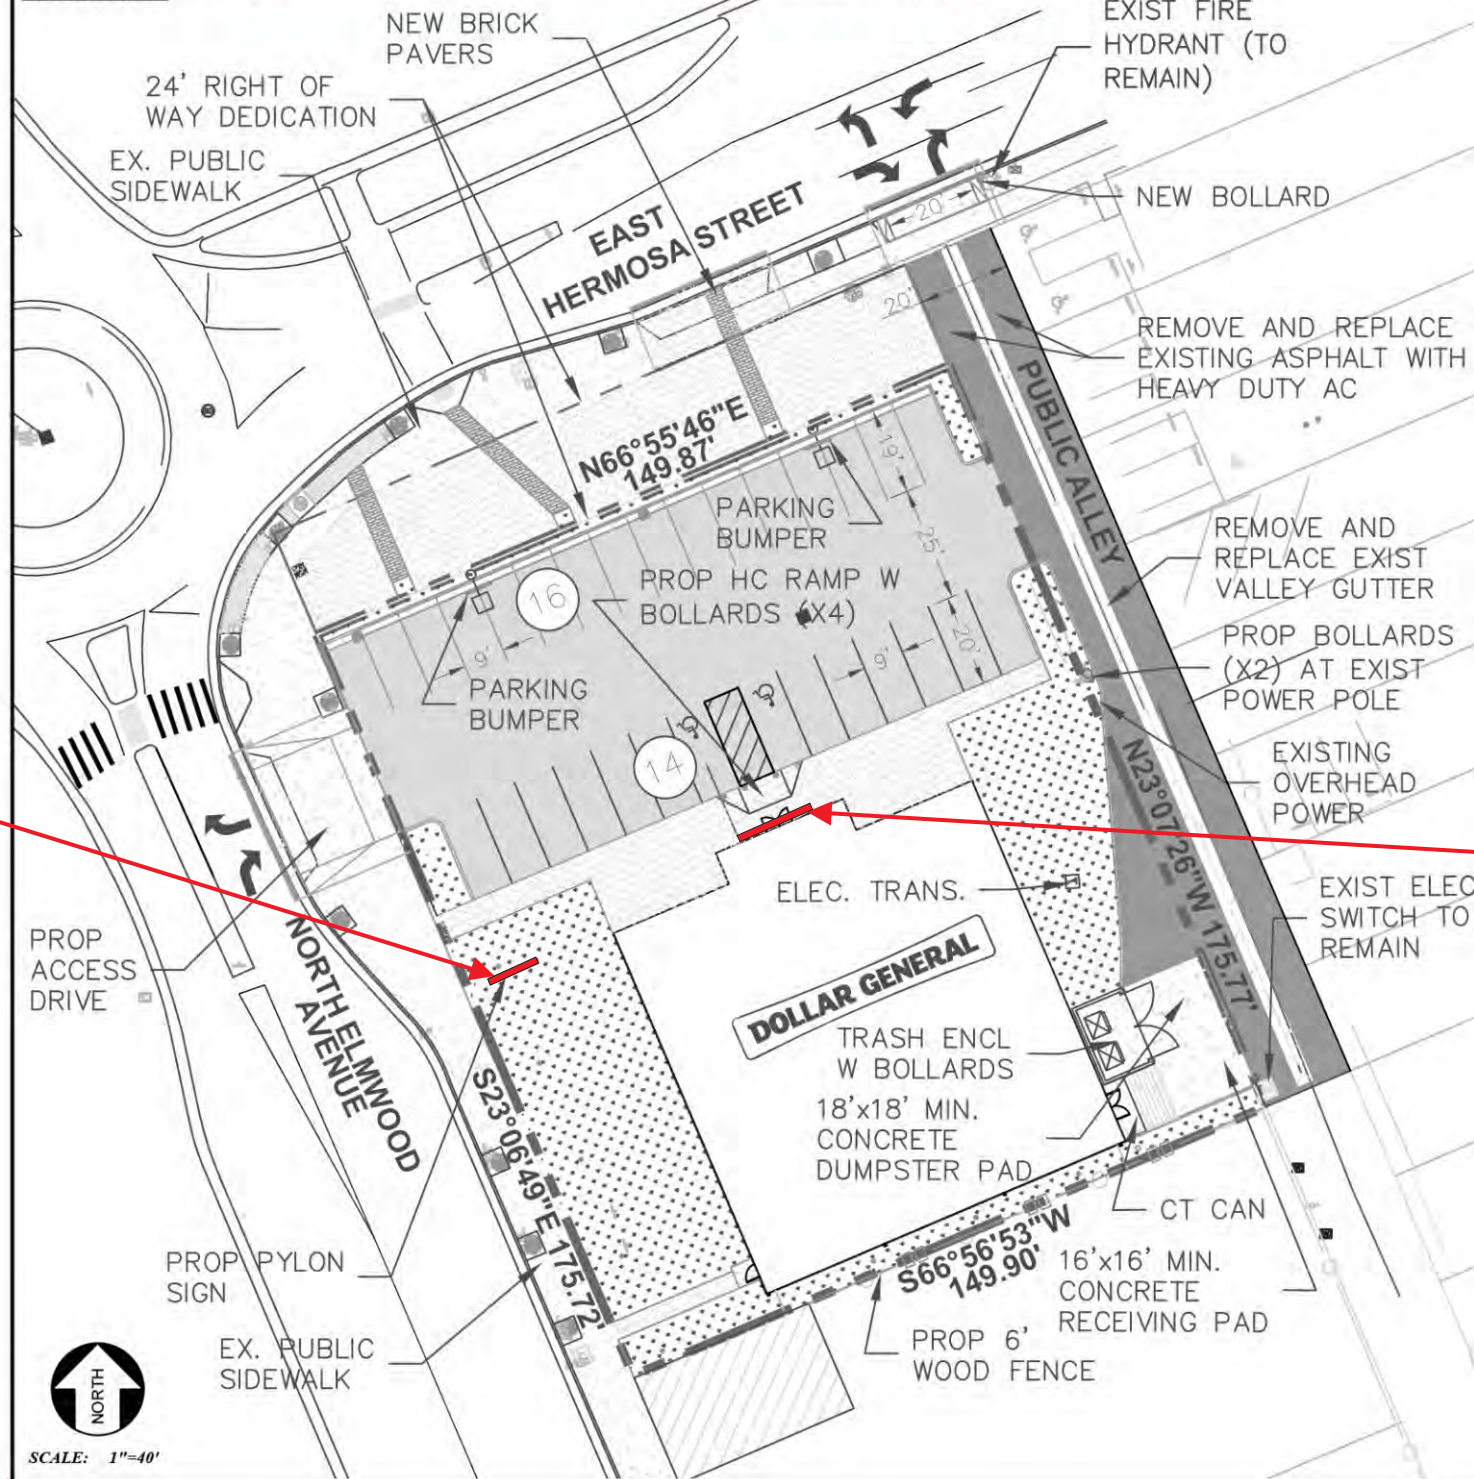 NEW BRICK
PAVERS
24' RIGHT OF
WAY DEDICATION
EX. PUBLIC
SIDEWALK
EXIST FIRE
HYDRANT (TO
REMAIN)
NEW BOLLARD
EAST
HERMOSA STREET
20'
20'
REMOVE AND REPLACE
EXISTING ASPHALT WITH
HEAVY DUTY AC
PUBLIC ALLEY
N66°55'46"E
149.87'
19'
25'
PARKING
BUMPER
REMOVE AND
REPLACE EXIST
VALLEY GUTTER
16
PROP HC RAMP W
BOLLARDS (X4)
PROP BOLLARDS
(X2) AT EXIST
POWER POLE
9'
9'
20'
PARKING
BUMPER
14
EXISTING
OVERHEAD
POWER
N23°07'26"W 175.77'
ELEC. TRANS.
EXIST ELEC
SWITCH TO
REMAIN
PROP
ACCESS
DRIVE
NORTH ELMWOOD
AVENUE
DOLLAR GENERAL
TRASH ENCL
W BOLLARDS
18'x18' MIN.
CONCRETE
DUMPSTER PAD
S23°06'49"E 175.72'
CT CAN
PROP PYLON
SIGN
S66°56'53"W
149.90'
16'x16' MIN.
CONCRETE
RECEIVING PAD
EX. PUBLIC
SIDEWALK
PROP 6'
WOOD FENCE
NORTH
SCALE: 1"=40'